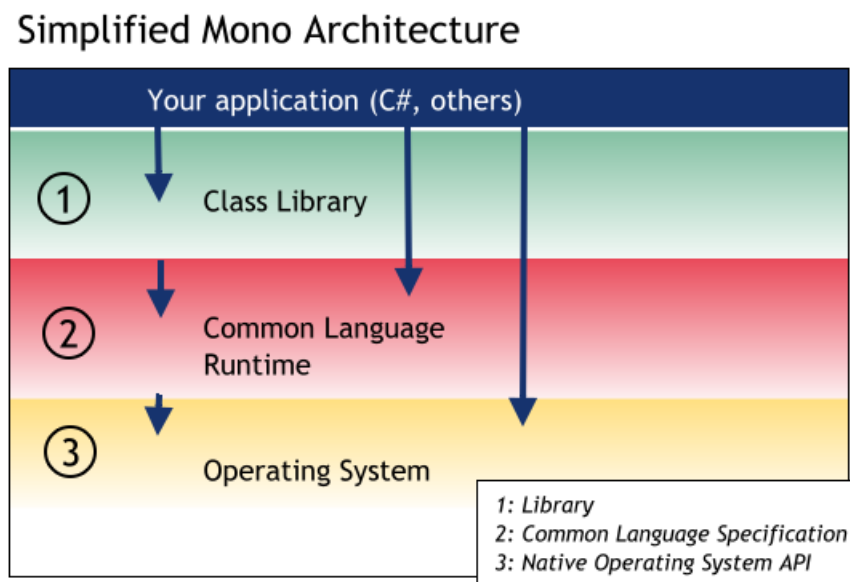 Simplified Mono Architecture
Your application (C#, others)
1
Class Library
2
Common Language
Runtime
3
Operating System
1: Library
2: Common Language Specification
3: Native Operating System API